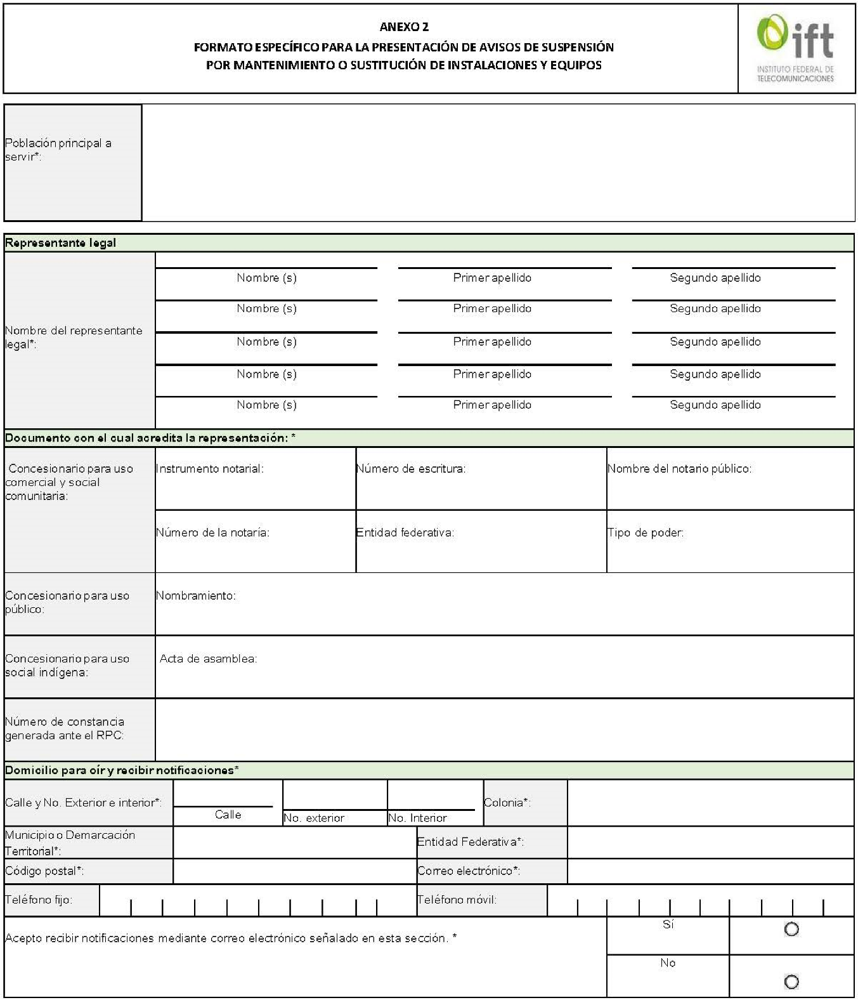 ANEXO 2
FORMATO ESPECÍFICO PARA LA PRESENTACIÓN DE AVISOS DE SUSPENSIÓN
POR MANTENIMIENTO O SUSTITUCIÓN DE INSTALACIONES Y EQUIPOS
ift
INSTITUTO FEDERAL DE
TELECOMUNICACIONES
Población principal a
servir*:
Representante legal
Nombre del representante
legal*:
Nombre (s) Primer apellido Segundo apellido
Nombre (s) Primer apellido Segundo apellido
Nombre (s) Primer apellido Segundo apellido
Nombre (s) Primer apellido Segundo apellido
Nombre (s) Primer apellido Segundo apellido
Documento con el cual acredita la representación: *
Concesionario para uso
comercial y social
comunitaria:
Instrumento notarial: Número de escritura: Nombre del notario público:
Número de la notaría: Entidad federativa: Tipo de poder:
Concesionario para uso
público:
Nombramiento:
Concesionario para uso
social indígena:
Acta de asamblea:
Número de constancia
generada ante el RPC:
Domicilio para oír y recibir notificaciones*
Calle y No. Exterior e interior*:
Calle No. exterior No. Interior
Colonia*:
Municipio o Demarcación
Territorial*:
Entidad Federativa*:
Código postal*: Correo electrónico*:
Teléfono fijo: Teléfono móvil:
Acepto recibir notificaciones mediante correo electrónico señalado en esta sección. *
Sí
No